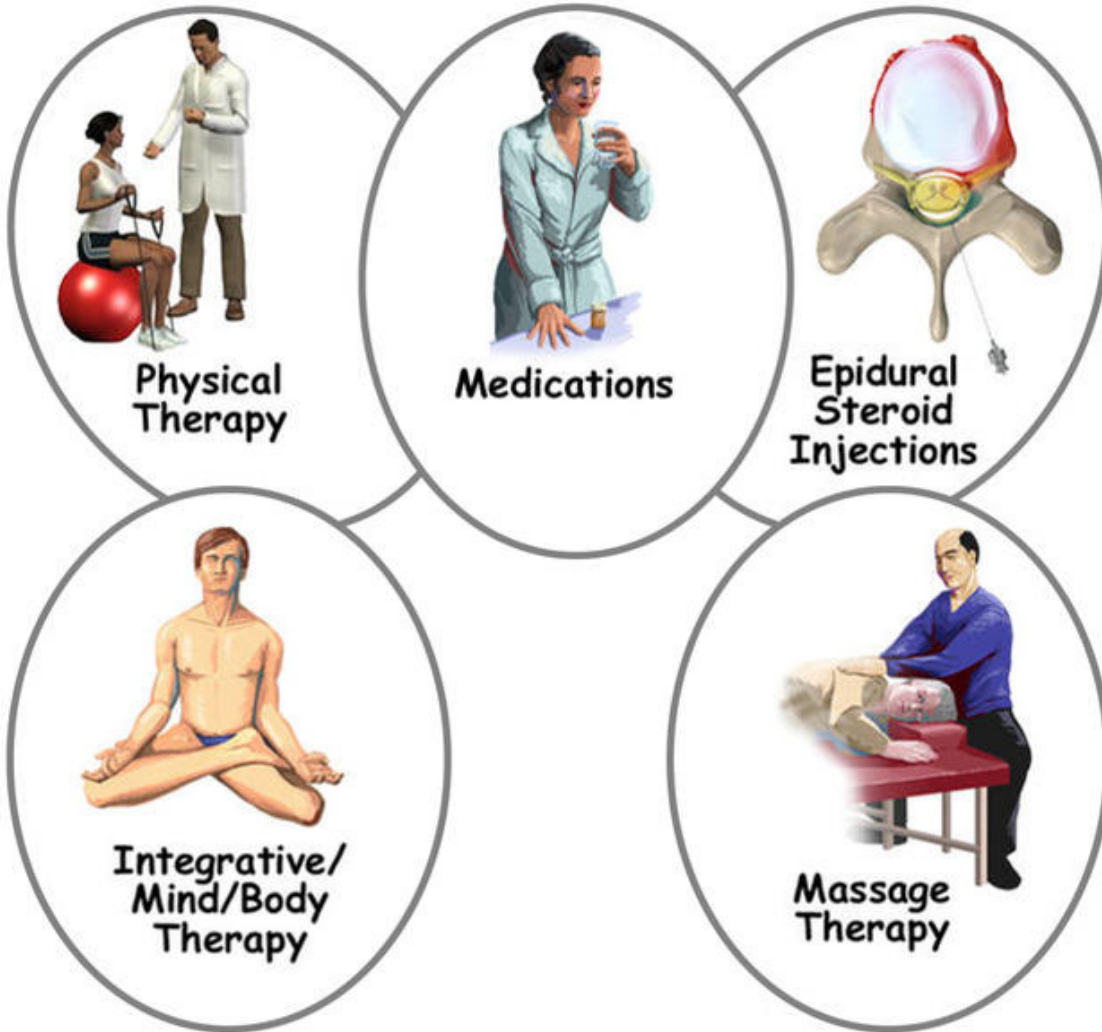 Physical
Therapy
Medications
Epidural
Steroid
Injections
Integrative/
Mind/Body
Therapy
Massage
Therapy